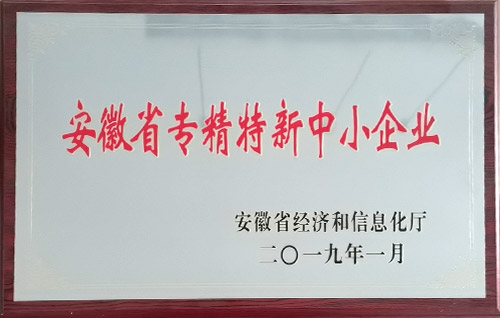 安徽省专精特新中小企业
安徽省经济和信息化厅
二〇一九年一月